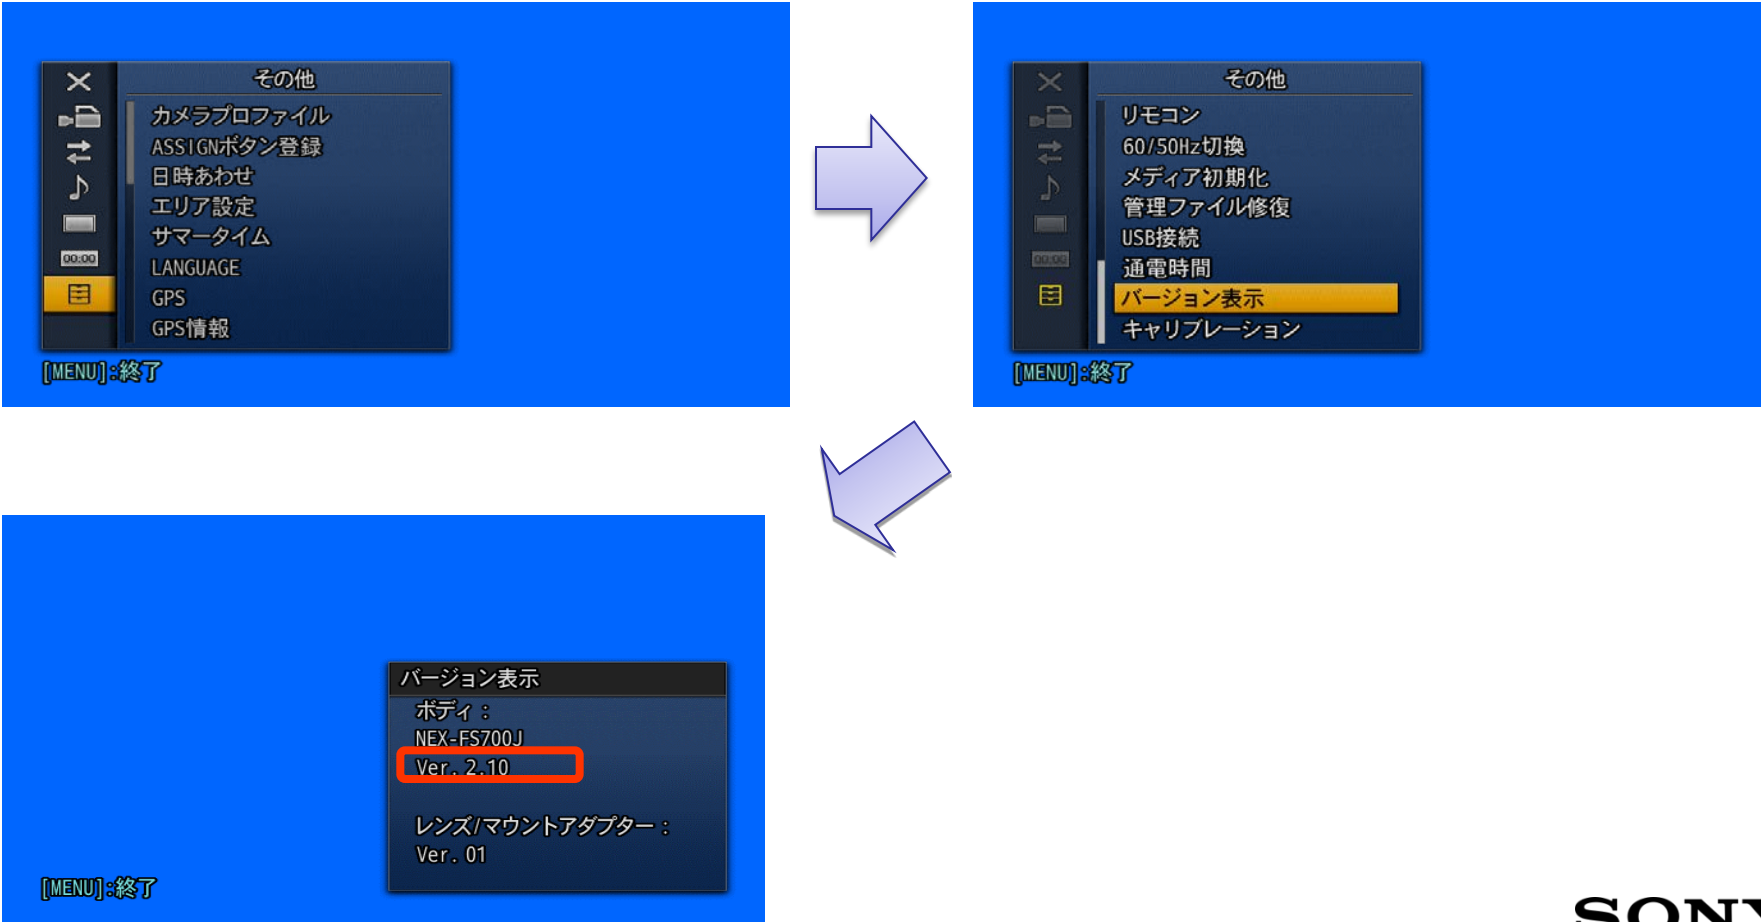 その他
カメラプロファイル
ASSIGNボタン登録
日時あわせ
エリア設定
サマータイム
LANGUAGE
GPS
GPS情報
00:00
[MENU]:終了
その他
リモコン
60/50Hz切換
メディア初期化
管理ファイル修復
USB接続
通電時間
バージョン表示
キャリブレーション
00:00
[MENU]:終了
バージョン表示
ボディ:
NEX-FS700J
Ver. 2.10
レンズ/マウントアダプター:
Ver. 01
[MENU]:終了
SONY